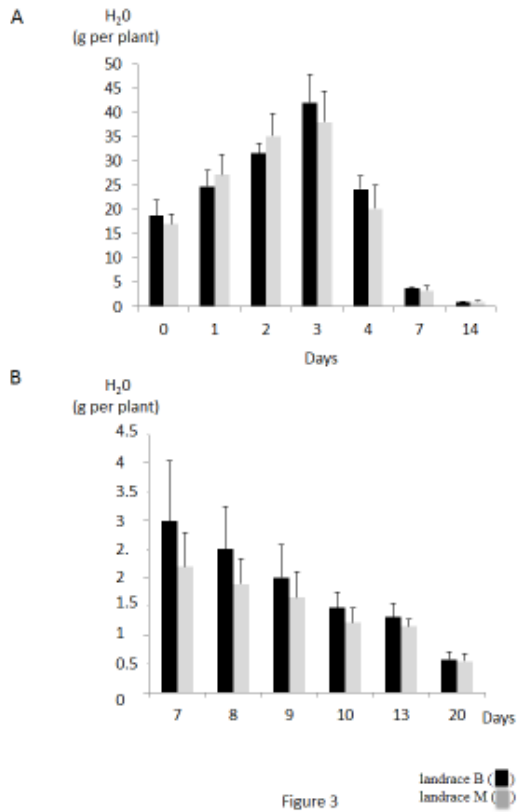 A
H₂0
(g per plant)
50
45
40
35
30
25
20
15
10
5
0
0 1 2 3 4 7 14
Days
B
H₂0
(g per plant)
4.5
4
3.5
3
2.
2
1.5
1
0.5
0
7 8 9 10 13 20 Days
landrace B ( )
landrace M ( )
Figure 3